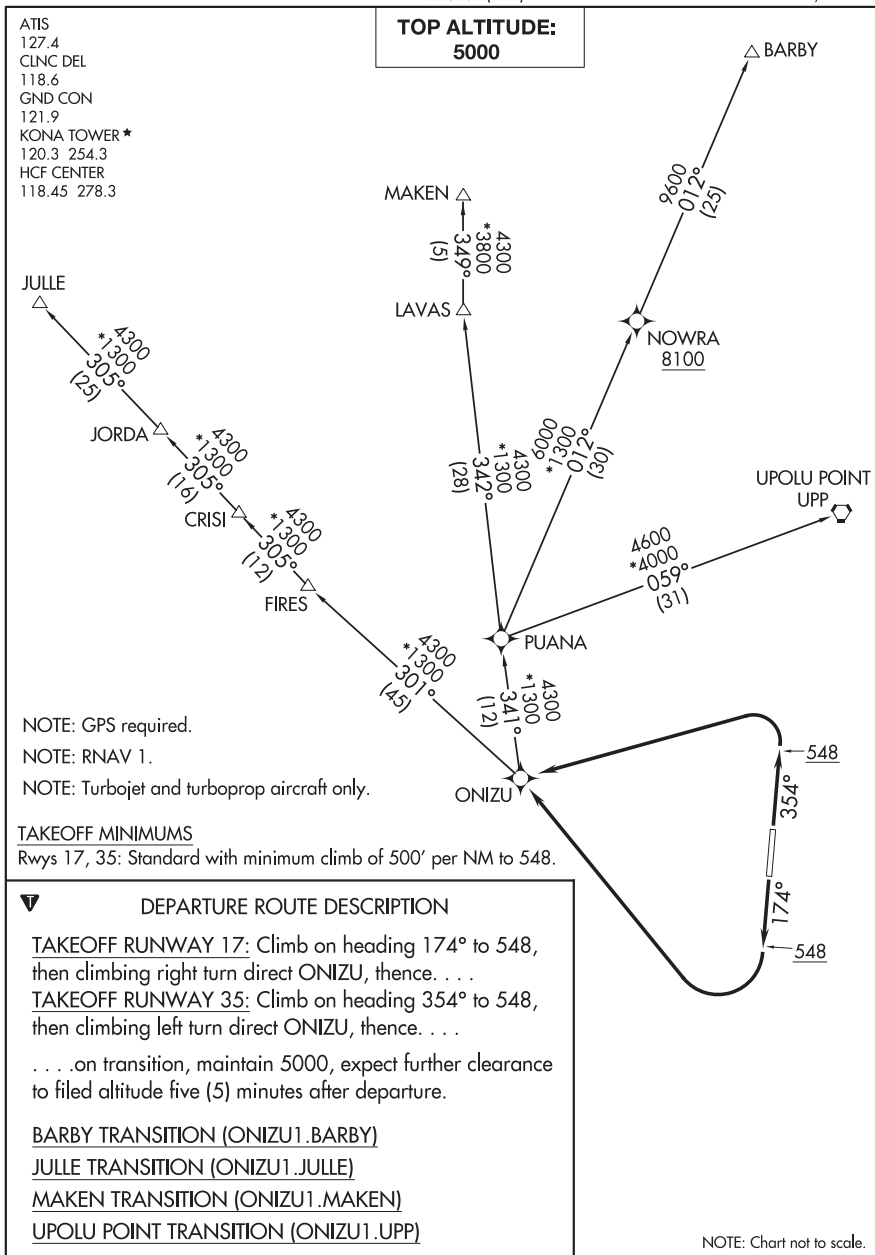 TOP ALTITUDE:
5000
ATIS
127.4
CLNC DEL
118.6
GND CON
121.9
KONA TOWER★
120.3 254.3
HCF CENTER
118.45 278.3
BARBY
9600
012°
(25)
MAKEN
4300
*3800
349°
(5)
LAVAS
JULLE
4300
*1300
305°
(25)
JORDA
4300
*1300
305°
(16)
CRISI
4300
*1300
305°
(12)
FIRES
4300
*1300
301°
(45)
4300
*1300
342°
(28)
NOWRA
8100
6000
*1300
012°
(30)
UPOLU POINT
UPP
4600
*4000
059°
(31)
PUANA
4300
*1300
341°
(12)
ONIZU
548
354°
174°
548
NOTE: GPS required.
NOTE: RNAV 1.
NOTE: Turbojet and turboprop aircraft only.
TAKEOFF MINIMUMS
Rwys 17, 35: Standard with minimum climb of 500' per NM to 548.
T
DEPARTURE ROUTE DESCRIPTION
TAKEOFF RUNWAY 17: Climb on heading 174° to 548,
then climbing right turn direct ONIZU, thence. . . .
TAKEOFF RUNWAY 35: Climb on heading 354° to 548,
then climbing left turn direct ONIZU, thence. . . .
. . . .on transition, maintain 5000, expect further clearance
to filed altitude five (5) minutes after departure.
BARBY TRANSITION (ONIZU1.BARBY)
JULLE TRANSITION (ONIZU1.JULLE)
MAKEN TRANSITION (ONIZU1.MAKEN)
UPOLU POINT TRANSITION (ONIZU1.UPP)
NOTE: Chart not to scale.